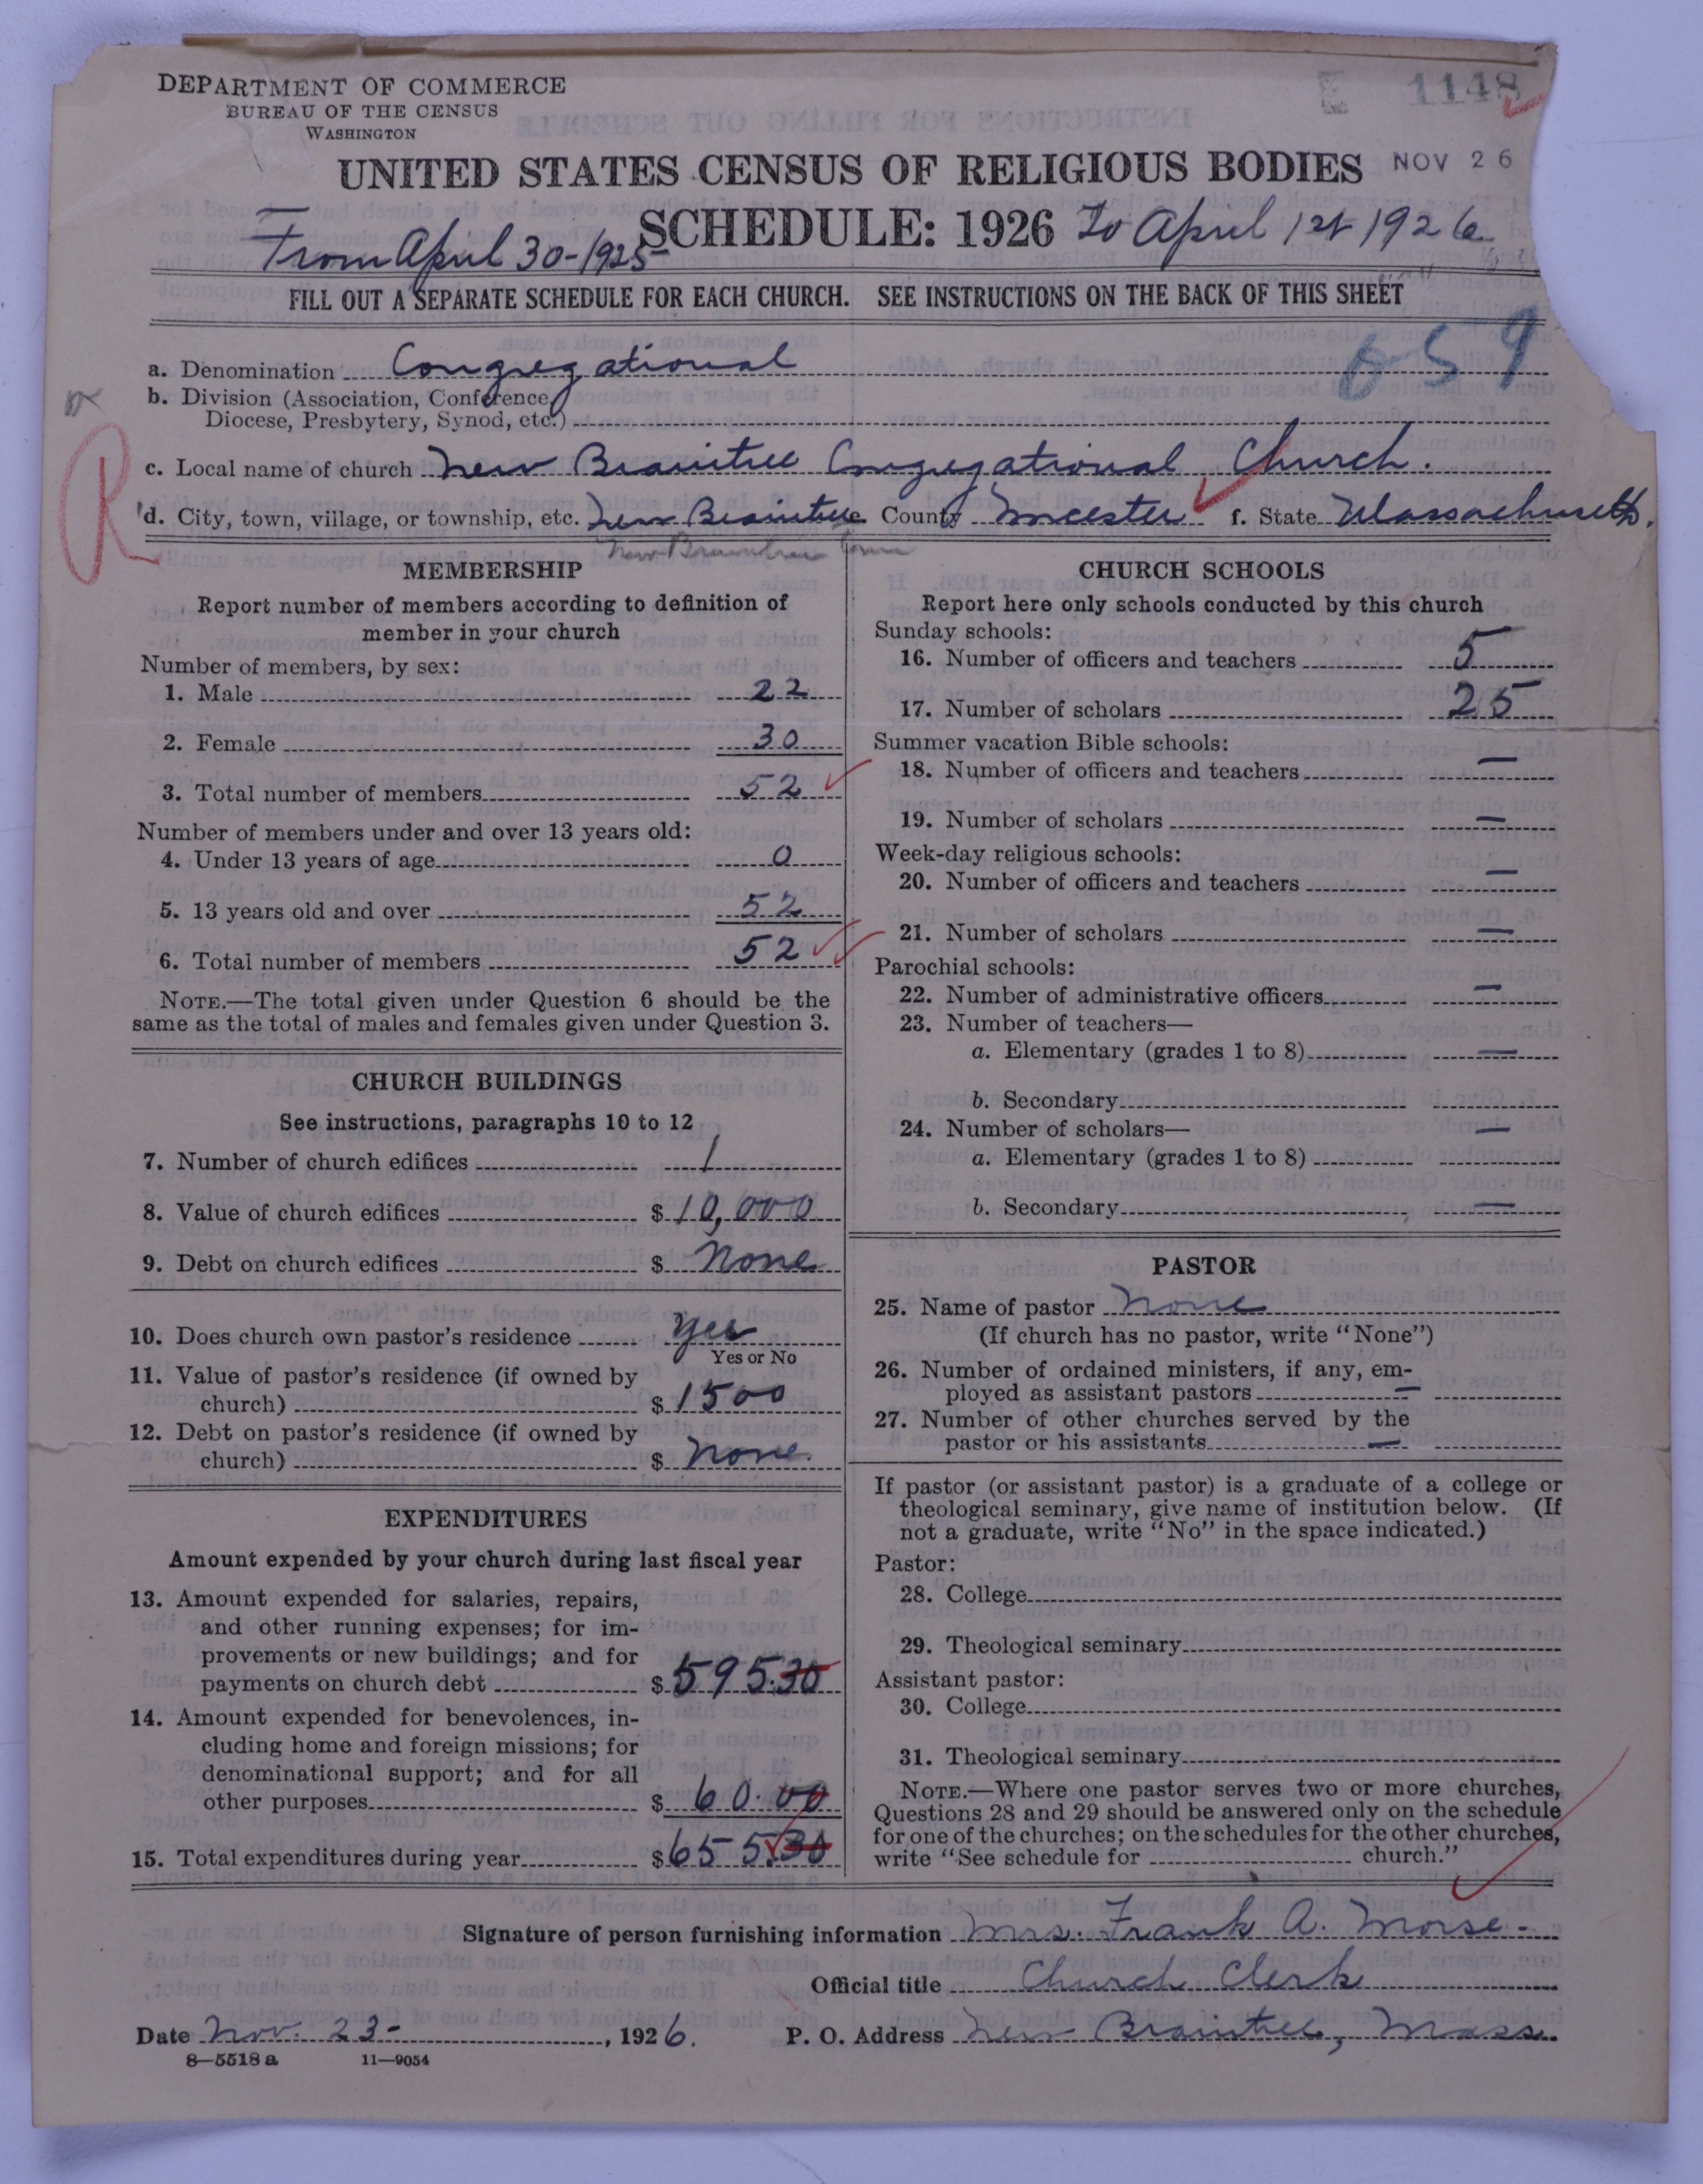 DEPARTMENT OF COMMERCE
BUREAU OF THE CENSUS
WASHINGTON
1148
UNITED STATES CENSUS OF RELIGIOUS BODIES
NOV 26
SCHEDULE: 1926
From April 30-1925 To April 1st 1926
FILL OUT A SEPARATE SCHEDULE FOR EACH CHURCH. SEE INSTRUCTIONS ON THE BACK OF THIS SHEET
659
a. Denomination Congregational
b. Division (Association, Conference,
Diocese, Presbytery, Synod, etc.)
R
c. Local name of church New Braintree Congregational Church.
d. City, town, village, or township, etc. New Braintree County Worcester f. State Massachusetts.
New Braintree Town
MEMBERSHIP
Report number of members according to definition of
member in your church
Number of members, by sex:
1. Male 22
2. Female 30
3. Total number of members 52
Number of members under and over 13 years old:
4. Under 13 years of age 0
5. 13 years old and over 52
6. Total number of members 52
NOTE.—The total given under Question 6 should be the
same as the total of males and females given under Question 3.
CHURCH BUILDINGS
See instructions, paragraphs 10 to 12
7. Number of church edifices 1
8. Value of church edifices $10,000
9. Debt on church edifices $ None
10. Does church own pastor's residence Yes
Yes or No
11. Value of pastor's residence (if owned by
church) $1500
12. Debt on pastor's residence (if owned by
church) $ None.
EXPENDITURES
Amount expended by your church during last fiscal year
13. Amount expended for salaries, repairs,
and other running expenses; for im-
provements or new buildings; and for
payments on church debt $595.30
14. Amount expended for benevolences, in-
cluding home and foreign missions; for
denominational support; and for all
other purposes $ 60.00
15. Total expenditures during year $655.30
CHURCH SCHOOLS
Report here only schools conducted by this church
Sunday schools:
16. Number of officers and teachers 5
17. Number of scholars 25
Summer vacation Bible schools:
18. Number of officers and teachers —
19. Number of scholars —
Week-day religious schools:
20. Number of officers and teachers —
21. Number of scholars —
Parochial schools:
22. Number of administrative officers —
23. Number of teachers—
a. Elementary (grades 1 to 8) —
b. Secondary
24. Number of scholars— —
a. Elementary (grades 1 to 8)
b. Secondary —
PASTOR
25. Name of pastor None
(If church has no pastor, write "None")
26. Number of ordained ministers, if any, em-
ployed as assistant pastors —
27. Number of other churches served by the
pastor or his assistants —
If pastor (or assistant pastor) is a graduate of a college or
theological seminary, give name of institution below. (If
not a graduate, write "No" in the space indicated.)
Pastor:
28. College
29. Theological seminary
Assistant pastor:
30. College
31. Theological seminary
NOTE.—Where one pastor serves two or more churches,
Questions 28 and 29 should be answered only on the schedule
for one of the churches; on the schedules for the other churches,
write "See schedule for church."
Signature of person furnishing information Mrs. Frank A. Morse.
Official title Church Clerk
Date Nov. 23-, 1926.
P. O. Address New Braintree, Mass.
8—5518 a 11—9054